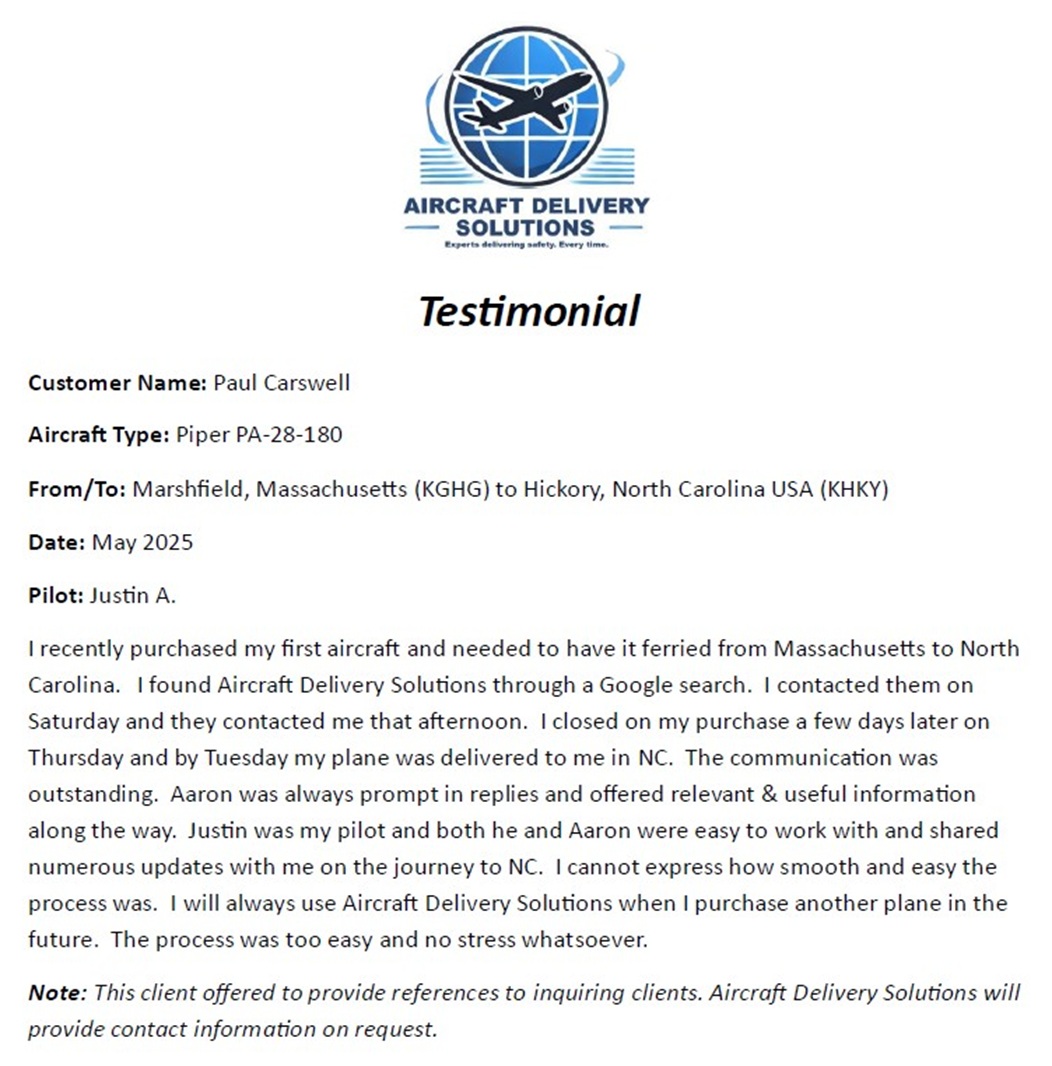 AIRCRAFT DELIVERY
SOLUTIONS
Experts delivering safety. Every time.
Testimonial
Customer Name: Paul Carswell
Aircraft Type: Piper PA-28-180
From/To: Marshfield, Massachusetts (KGHG) to Hickory, North Carolina USA (KHKY)
Date: May 2025
Pilot: Justin A.
I recently purchased my first aircraft and needed to have it ferried from Massachusetts to North
Carolina. I found Aircraft Delivery Solutions through a Google search. I contacted them on
Saturday and they contacted me that afternoon. I closed on my purchase a few days later on
Thursday and by Tuesday my plane was delivered to me in NC. The communication was
outstanding. Aaron was always prompt in replies and offered relevant & useful information
along the way. Justin was my pilot and both he and Aaron were easy to work with and shared
numerous updates with me on the journey to NC. I cannot express how smooth and easy the
process was. I will always use Aircraft Delivery Solutions when I purchase another plane in the
future. The process was too easy and no stress whatsoever.
Note: This client offered to provide references to inquiring clients. Aircraft Delivery Solutions will
provide contact information on request.